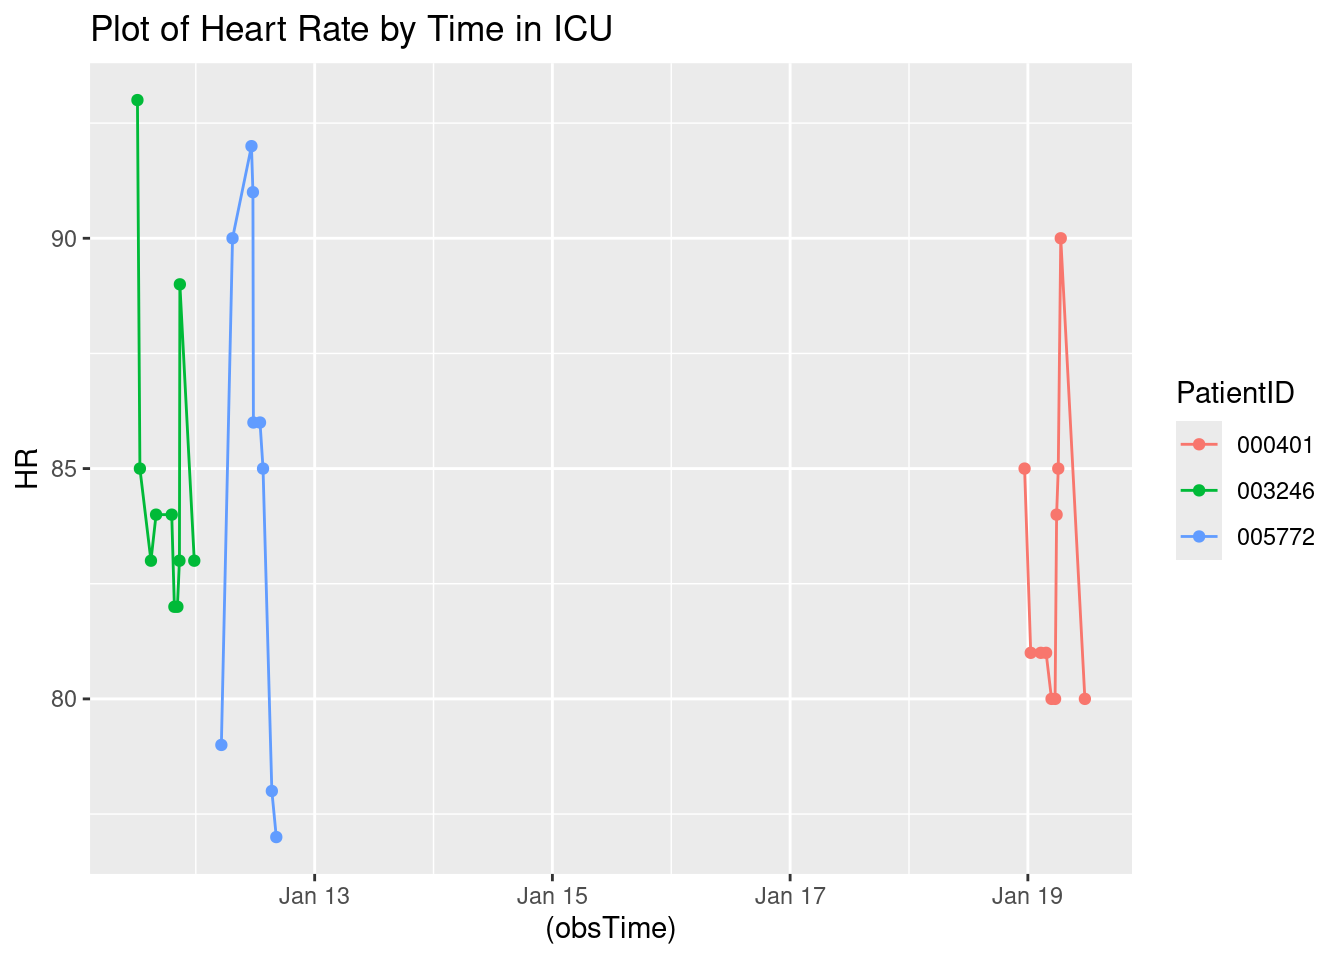 Plot of Heart Rate by Time in ICU
HR
90
85
80
Jan 13
Jan 15
Jan 17
Jan 19
(obsTime)
PatientID
000401
003246
005772